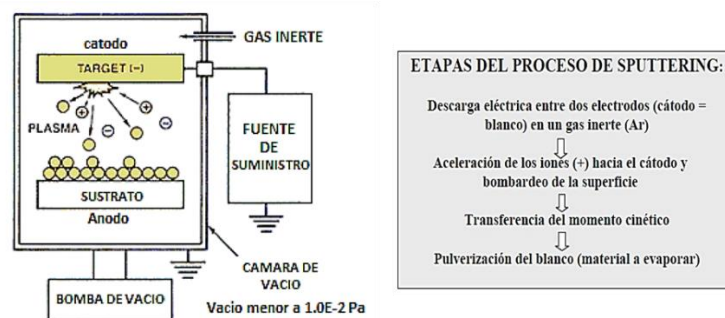 GAS INERTE
catodo
TARGET (-)
PLASMA
FUENTE
DE
SUMINISTRO
SUSTRATO
Anodo
CAMARA DE
VACIO
BOMBA DE VACIO
Vacio menor a 1.0E-2 Pa
ETAPAS DEL PROCESO DE SPUTTERING:
Descarga eléctrica entre dos electrodos (cátodo =
blanco) en un gas inerte (Ar)
Aceleración de los iones (+) hacia el cátodo y
bombardeo de la superficie
Transferencia del momento cinético
Pulverización del blanco (material a evaporar)